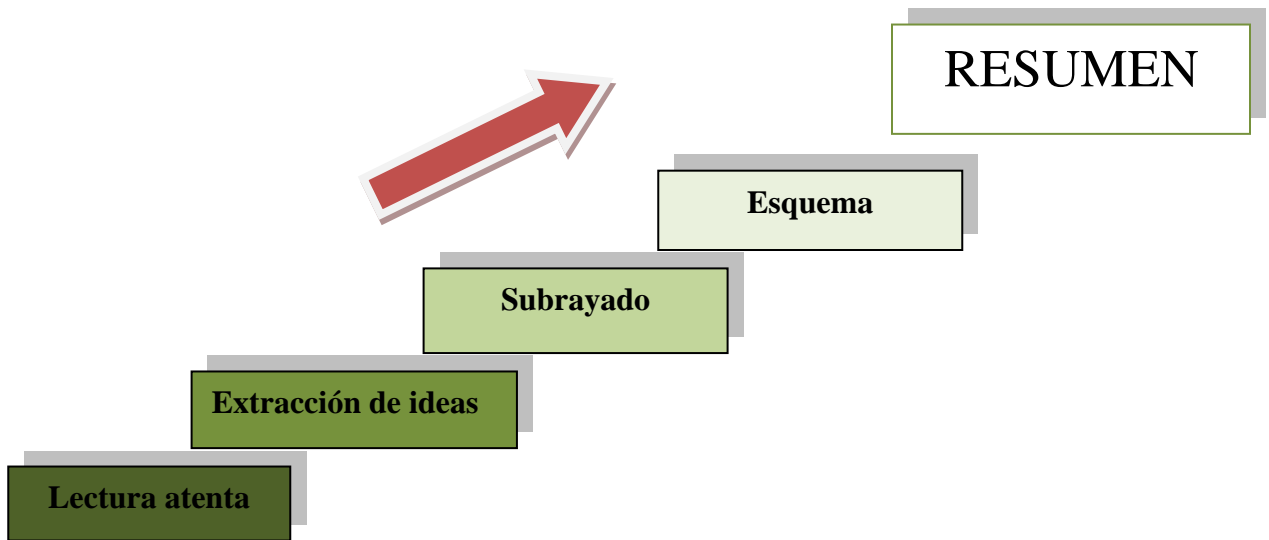 RESUMEN
Esquema
Subrayado
Extracción de ideas
Lectura atenta